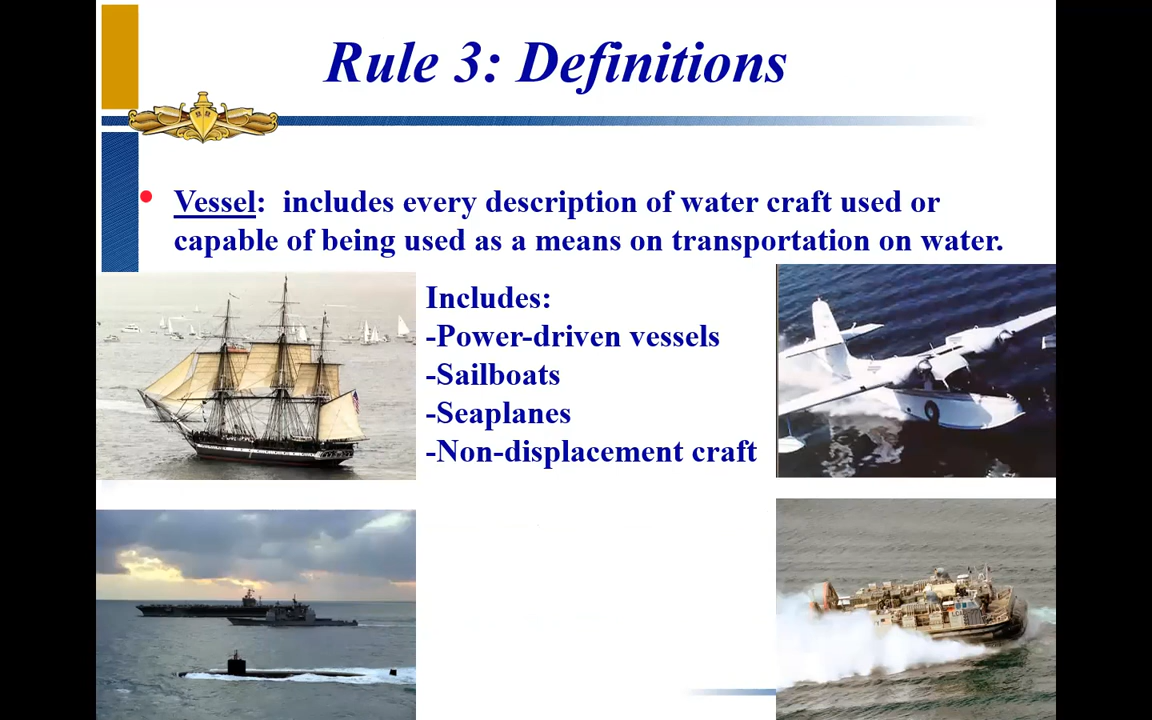 Rule 3: Definitions
Vessel: includes every description of water craft used or
capable of being used as a means on transportation on water.
Includes:
-Power-driven vessels
-Sailboats
-Seaplanes
-Non-displacement craft